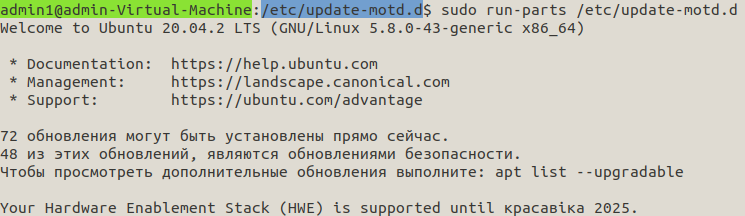 admin1@admin-Virtual-Machine:/etc/update-motd.d$ sudo run-parts /etc/update-motd.d
Welcome to Ubuntu 20.04.2 LTS (GNU/Linux 5.8.0-43-generic x86_64)
* Documentation:  https://help.ubuntu.com
* Management:     https://landscape.canonical.com
* Support:        https://ubuntu.com/advantage
72 обновления могут быть установлены прямо сейчас.
48 из этих обновлений, являются обновлениями безопасности.
Чтобы просмотреть дополнительные обновления выполните: apt list --upgradable
Your Hardware Enablement Stack (HWE) is supported until красавіка 2025.